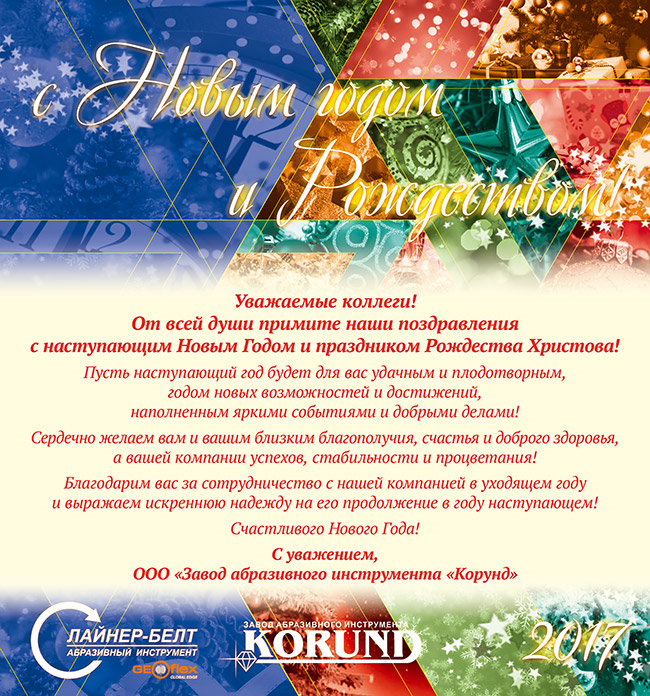 с Новым годом
и Рождеством!
Уважаемые коллеги!
От всей души примите наши поздравления
с наступающим Новым Годом и праздником Рождества Христова!
Пусть наступающий год будет для вас удачным и плодотворным,
годом новых возможностей и достижений,
наполненным яркими событиями и добрыми делами!
Сердечно желаем вам и вашим близким благополучия, счастья и доброго здоровья,
а вашей компании успехов, стабильности и процветания!
Благодарим вас за сотрудничество с нашей компанией в уходящем году
и выражаем искреннюю надежду на его продолжение в году наступающем!
Счастливого Нового Года!
С уважением,
ООО «Завод абразивного инструмента «Корунд»
ЛАЙНЕР-БЕЛТ
АБРАЗИВНЫЙ ИНСТРУМЕНТ
GEOflex
GLOBAL EDGE
ЗАВОД АБРАЗИВНОГО ИНСТРУМЕНТА
KORUND
2017